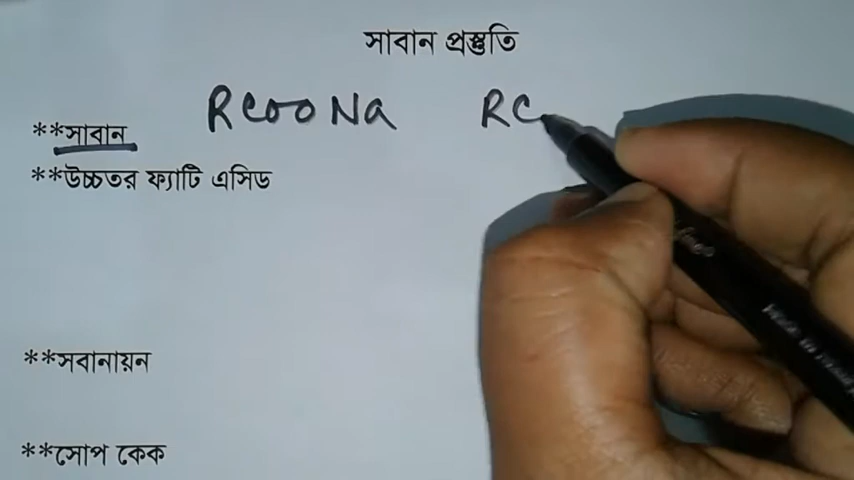 সাবান প্রস্তুতি
RCOONa RC
**সাবান
**উচ্চতর ফ্যাটি এসিড
**সবানায়ন
**সোপ কেক